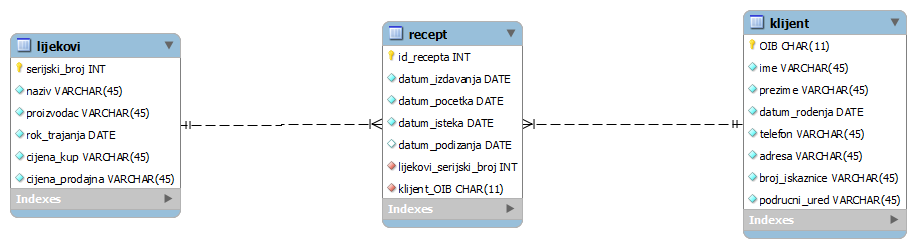 lijekovi
serijski_broj INT
naziv VARCHAR(45)
proizvodac VARCHAR(45)
rok_trajanja DATE
cijena_kup VARCHAR(45)
cijena_prodajna VARCHAR(45)
Indexes
recept
id_recepta INT
datum_izdavanja DATE
datum_pocetka DATE
datum_isteka DATE
datum_podizanja DATE
lijekovi_serijski_broj INT
klijent_OIB CHAR(11)
Indexes
klijent
OIB CHAR(11)
ime VARCHAR(45)
prezime VARCHAR(45)
datum_rodenja DATE
telefon VARCHAR(45)
adresa VARCHAR(45)
broj_iskaznice VARCHAR(45)
podrucni_ured VARCHAR(45)
Indexes